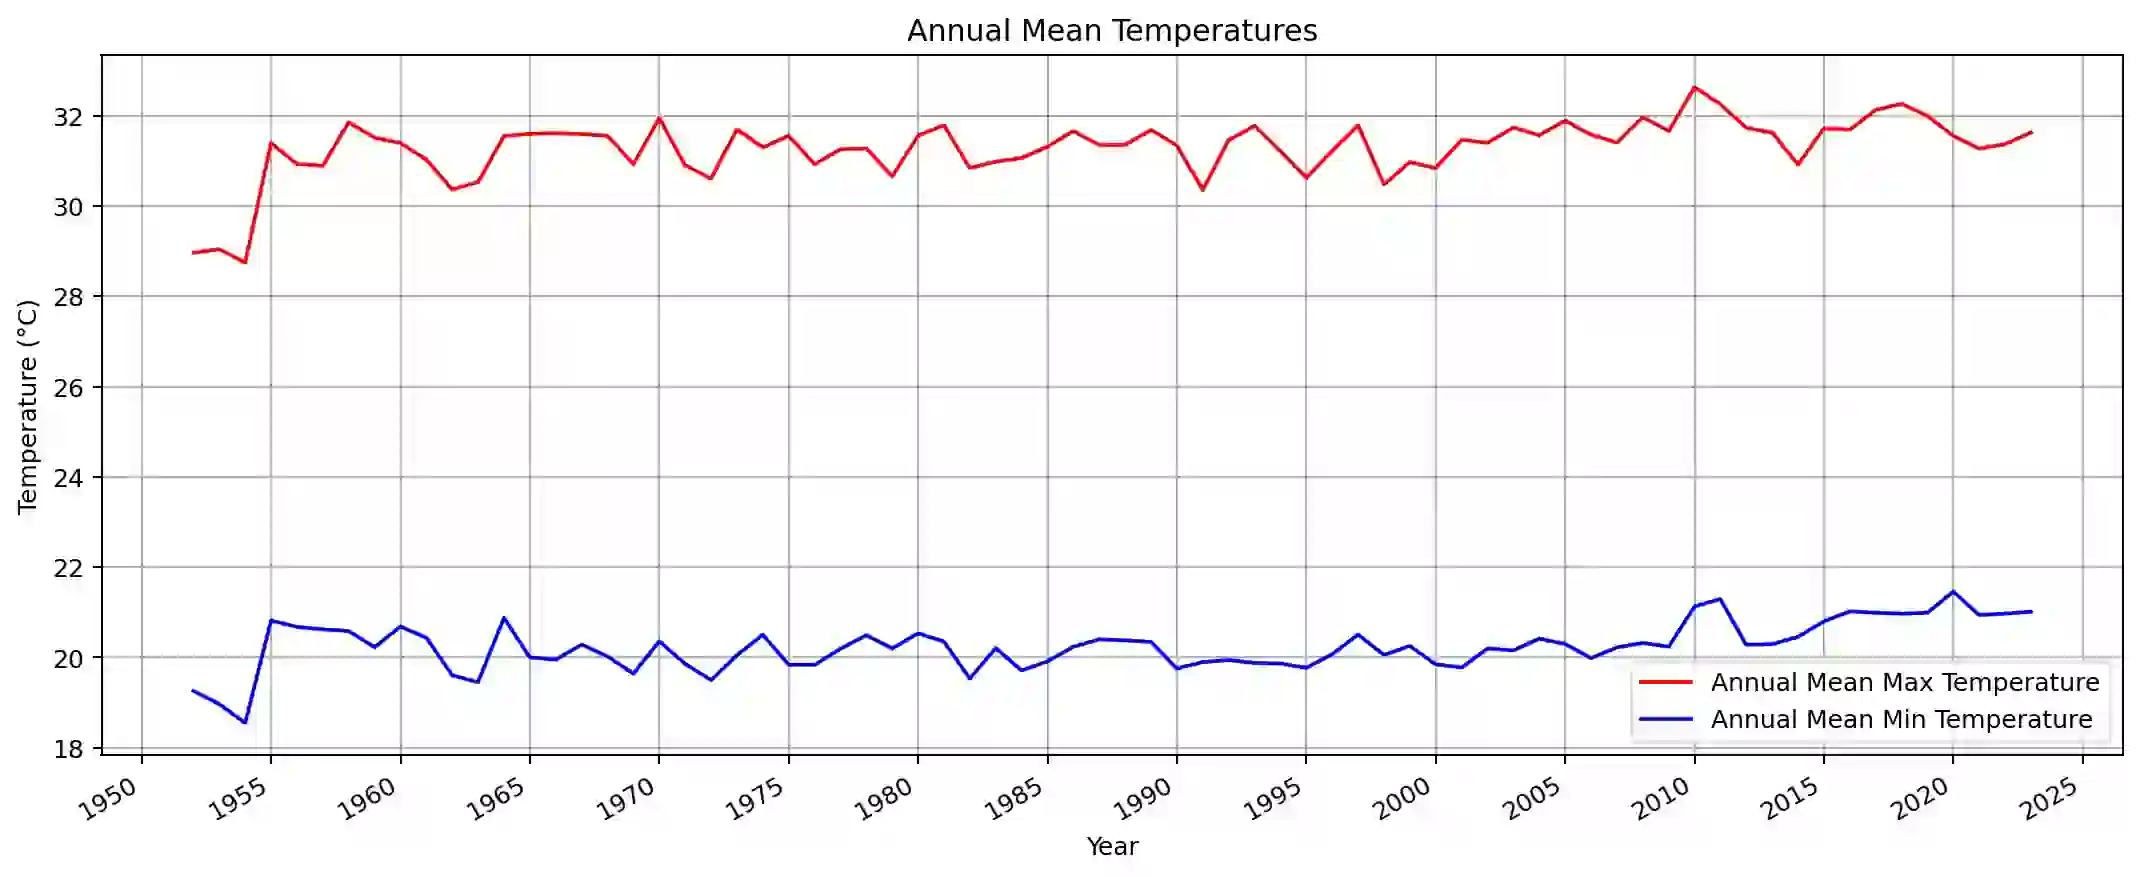 Annual Mean Temperatures
Temperature (°C)
32
30
28
26
24
22
20
18
Annual Mean Max Temperature
Annual Mean Min Temperature
1950 1955 1960 1965 1970 1975 1980 1985 1990 1995 2000 2005 2010 2015 2020 2025
Year